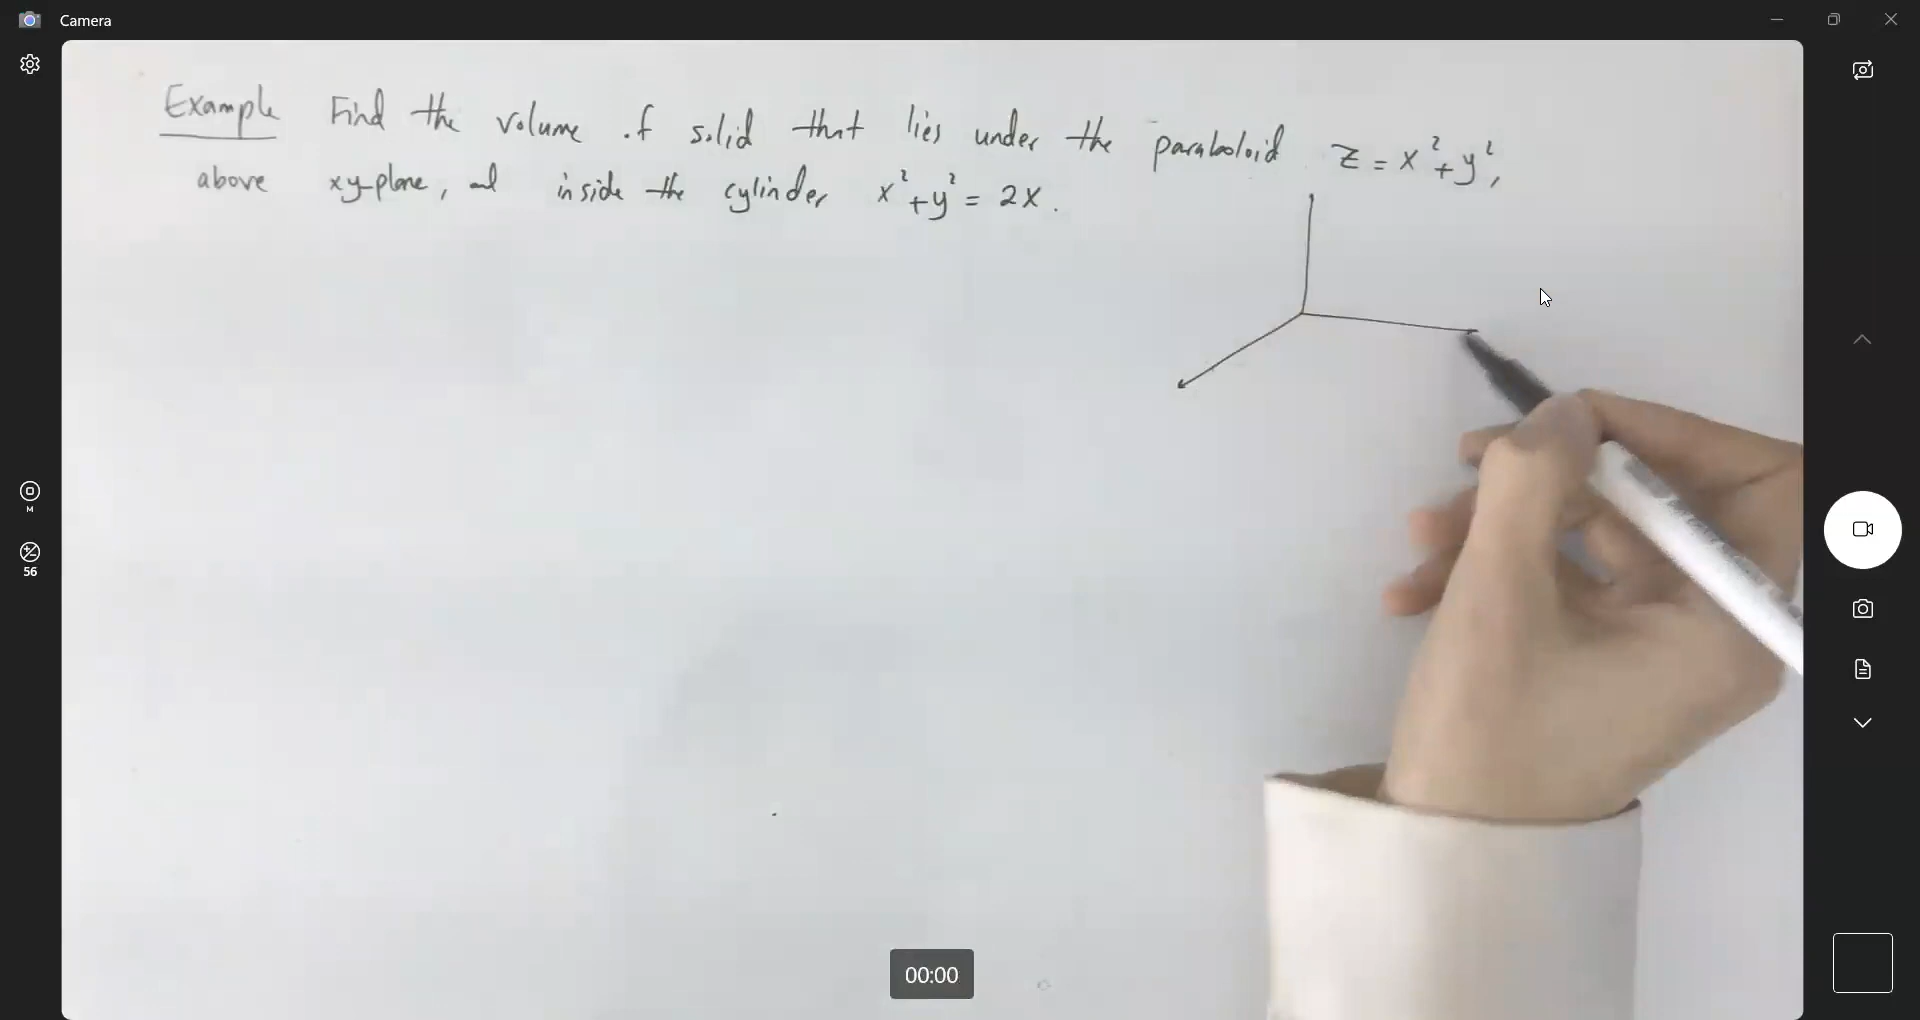 Camera
Example Find the volume of solid that lies under the paraboloid z = x²+y²,
above xy-plane, and inside the cylinder x²+y² = 2x.
M
56
00:00